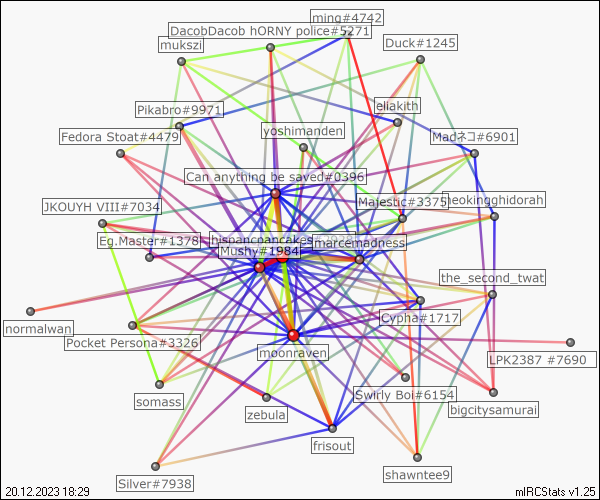 ming#4742
DacobDacob hORNY police#5271
mukszi
Duck#1245
eliakith
Pikabro#9971
yoshimanden
Madネコ#6901
Fedora Stoat#4479
Can anything be saved#0396
Majestic#3375
neokingghidorah
JKOUYH VIII#7034
Eg.Master#1378
marcemadness
Mushy#1984
the_second_twat
Cypha#1717
normalwan
Pocket Persona#3326
moonraven
LPK2387 #7690
somass
Swirly Boi#6154
zebula
bigcitysamurai
frisout
shawntee9
Silver#7938
20.12.2023 18:29
mIRCStats v1.25